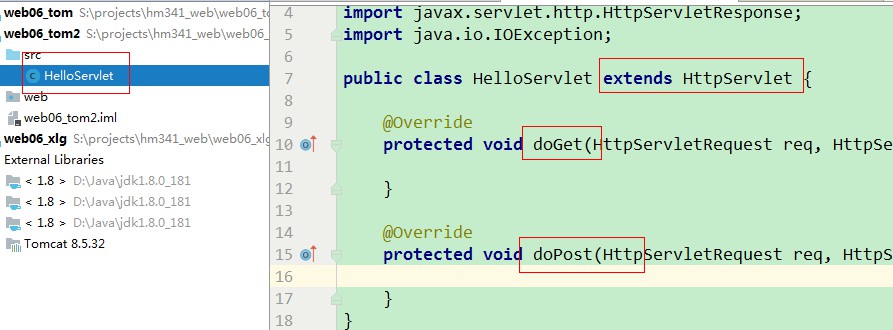 web06_tom S:\projects\hm341_web\web06_
web06_tom2 S:\projects\hm341_web\web06_
src
HelloServlet
web
web06_tom2.iml
web06_xlg S:\projects\hm341_web\web06_xlg
External Libraries
< 1.8 > D:\Java\jdk1.8.0_181
< 1.8 > D:\Java\jdk1.8.0_181
< 1.8 > D:\Java\jdk1.8.0_181
Tomcat 8.5.32
4 import javax.servlet.http.HttpServletResponse;
5 import java.io.IOException;
6
7 public class HelloServlet extends HttpServlet {
8
9 @Override
10 protected void doGet(HttpServletRequest req, HttpSe
11
12 }
13
14 @Override
15 protected void doPost(HttpServletRequest req, HttpS
16
17 }
18 }